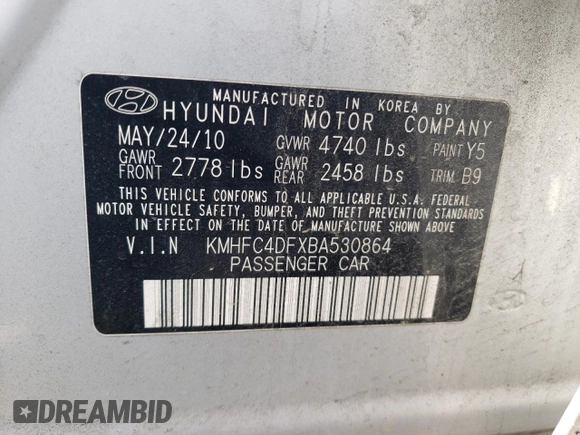 MANUFACTURED IN KOREA BY
HYUNDAI MOTOR COMPANY
MAY/24/10 GVWR 4740 lbs PAINT Y5
GAWR FRONT 2778 lbs GAWR REAR 2458 lbs TRIM B9
THIS VEHICLE CONFORMS TO ALL APPLICABLE U.S.A. FEDERAL
MOTOR VEHICLE SAFETY, BUMPER, AND THEFT PREVENTION STANDARDS
IN EFFECT ON THE DATE OF MANUFACTURE SHOWN ABOVE
V.I.N KMHFC4DFXBA530864
PASSENGER CAR
DREAMBID